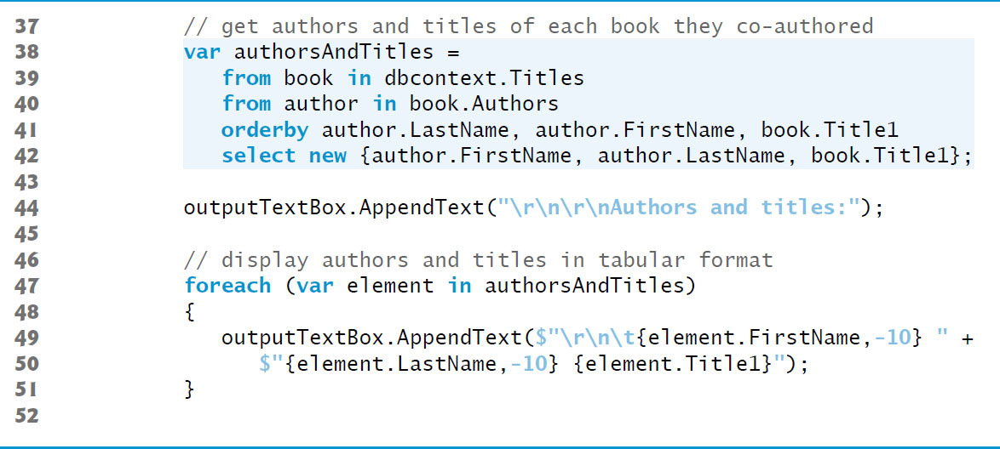 37 // get authors and titles of each book they co-authored
38 var authorsAndTitles =
39 from book in dbcontext.Titles
40 from author in book.Authors
41 orderby author.LastName, author.FirstName, book.Title1
42 select new {author.FirstName, author.LastName, book.Title1};
43
44 outputTextBox.AppendText("\r\n\r\nAuthors and titles:");
45
46 // display authors and titles in tabular format
47 foreach (var element in authorsAndTitles)
48 {
49 outputTextBox.AppendText($"\r\n\t{element.FirstName,-10} " +
50 $"{element.LastName,-10} {element.Title1}");
51 }
52